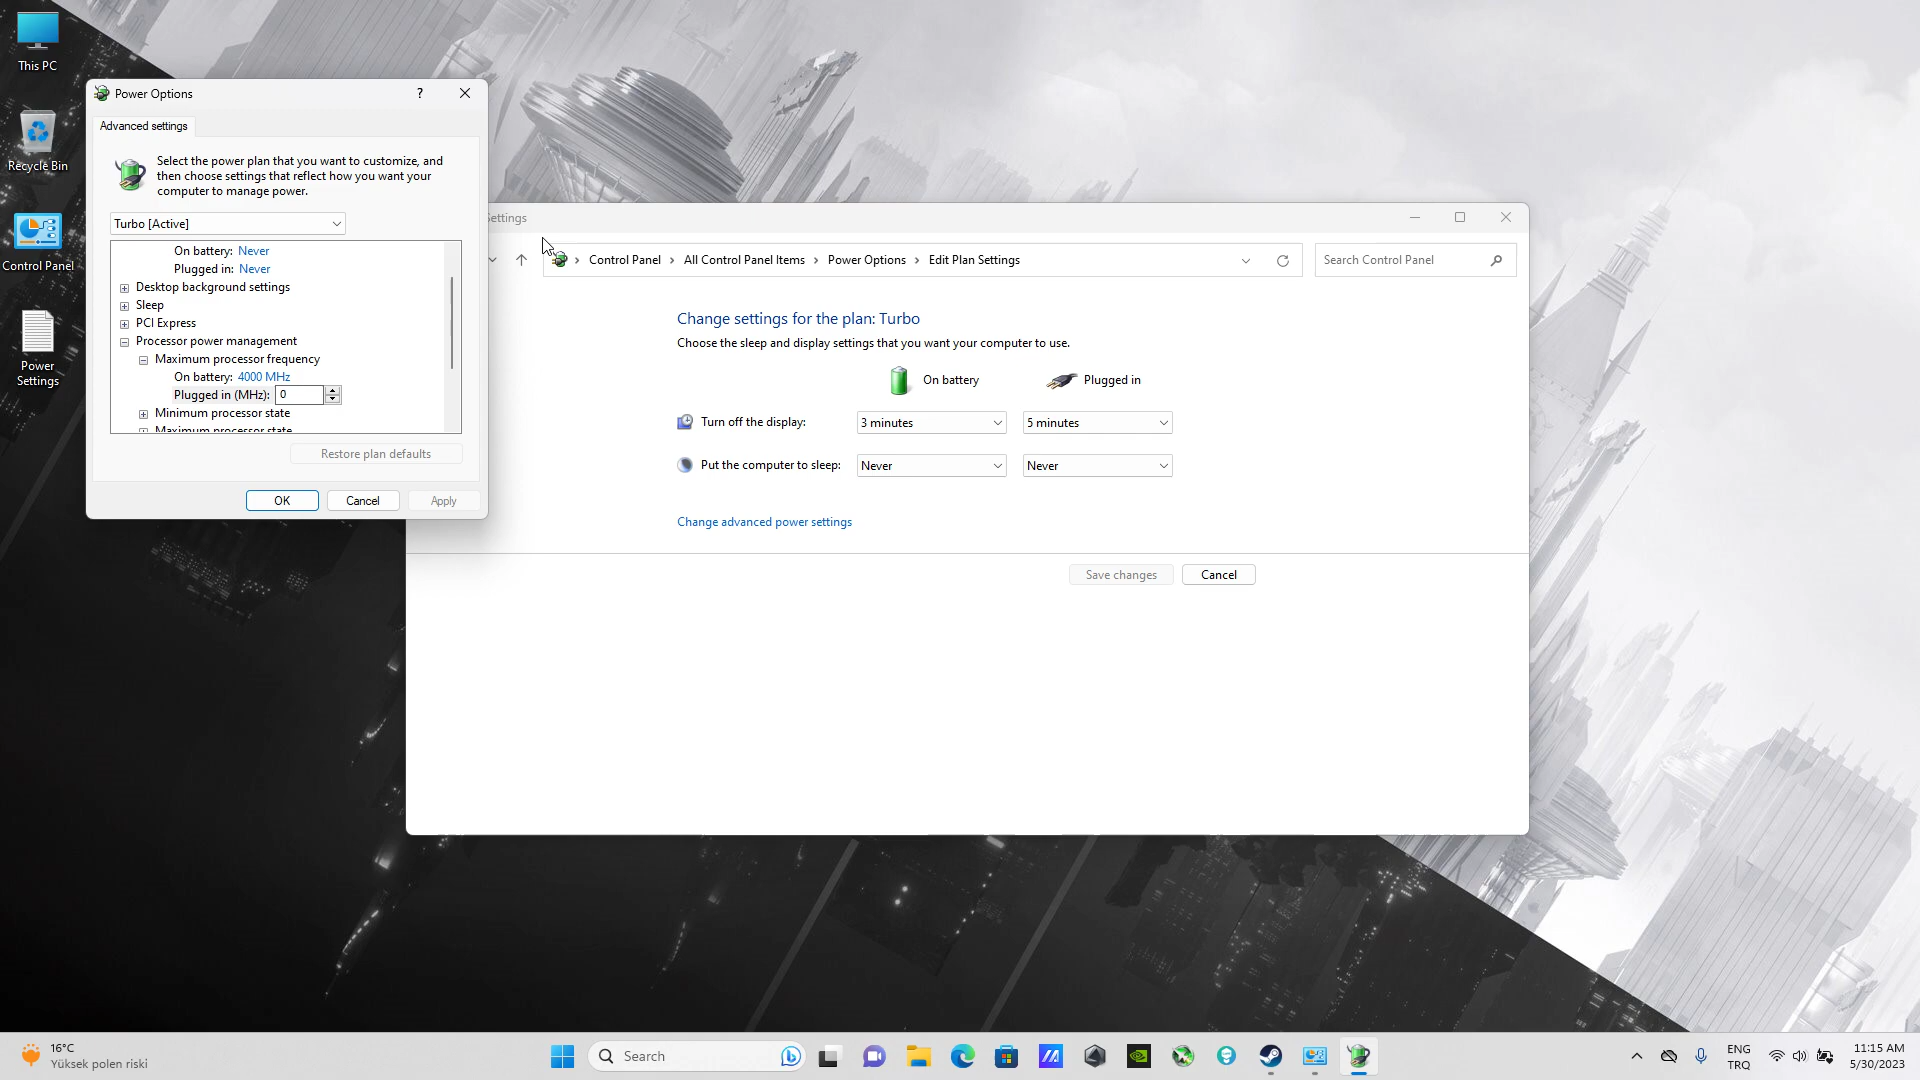 This PC
Recycle Bin
Control Panel
Power
Settings
Power Options
?
Advanced settings
Select the power plan that you want to customize, and
then choose settings that reflect how you want your
computer to manage power.
Turbo [Active]
On battery: Never
Plugged in: Never
Desktop background settings
Sleep
PCI Express
Processor power management
Maximum processor frequency
On battery: 4000 MHz
Plugged in (MHz): 0
Minimum processor state
Maximum processor state
Restore plan defaults
OK
Cancel
Apply
Settings
Control Panel
All Control Panel Items
Power Options
Edit Plan Settings
Search Control Panel
Change settings for the plan: Turbo
Choose the sleep and display settings that you want your computer to use.
On battery
Plugged in
Turn off the display: 3 minutes 5 minutes
Put the computer to sleep: Never Never
Change advanced power settings
Save changes
Cancel
16°C
Yüksek polen riski
Search
ENG
TRQ
11:15 AM
5/30/2023